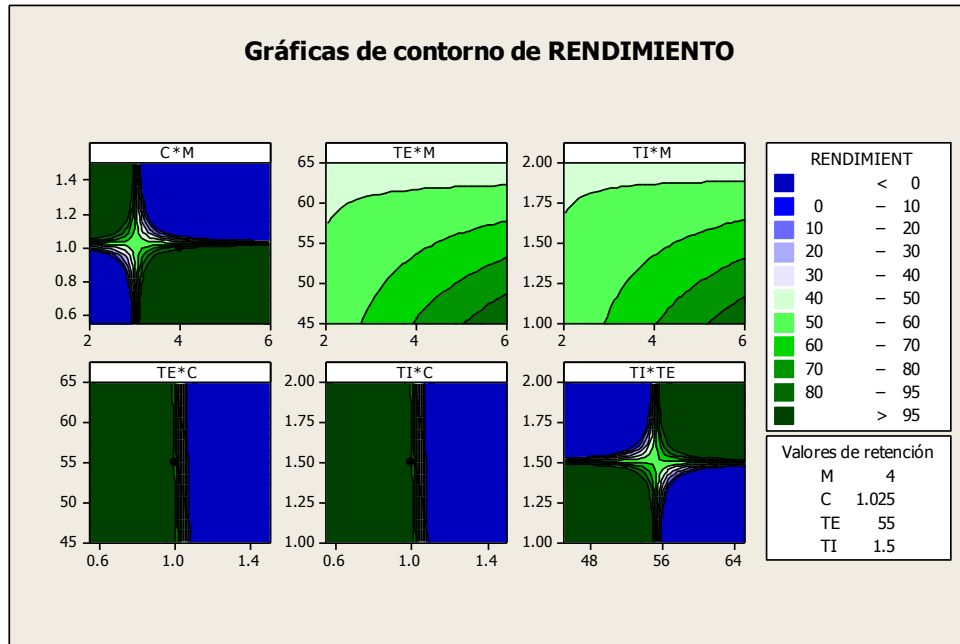 Gráficas de contorno de RENDIMIENTO
C*M
1.4
1.2
1.0
0.8
0.6
2 4 6
TE*M
65
60
55
50
45
2 4 6
TI*M
2.00
1.75
1.50
1.25
1.00
2 4 6
TE*C
65
60
55
50
45
0.6 1.0 1.4
TI*C
2.00
1.75
1.50
1.25
1.00
0.6 1.0 1.4
TI*TE
2.00
1.75
1.50
1.25
1.00
48 56 64
RENDIMIENT
< 0
0 – 10
10 – 20
20 – 30
30 – 40
40 – 50
50 – 60
60 – 70
70 – 80
80 – 95
> 95
Valores de retención
M 4
C 1.025
TE 55
TI 1.5